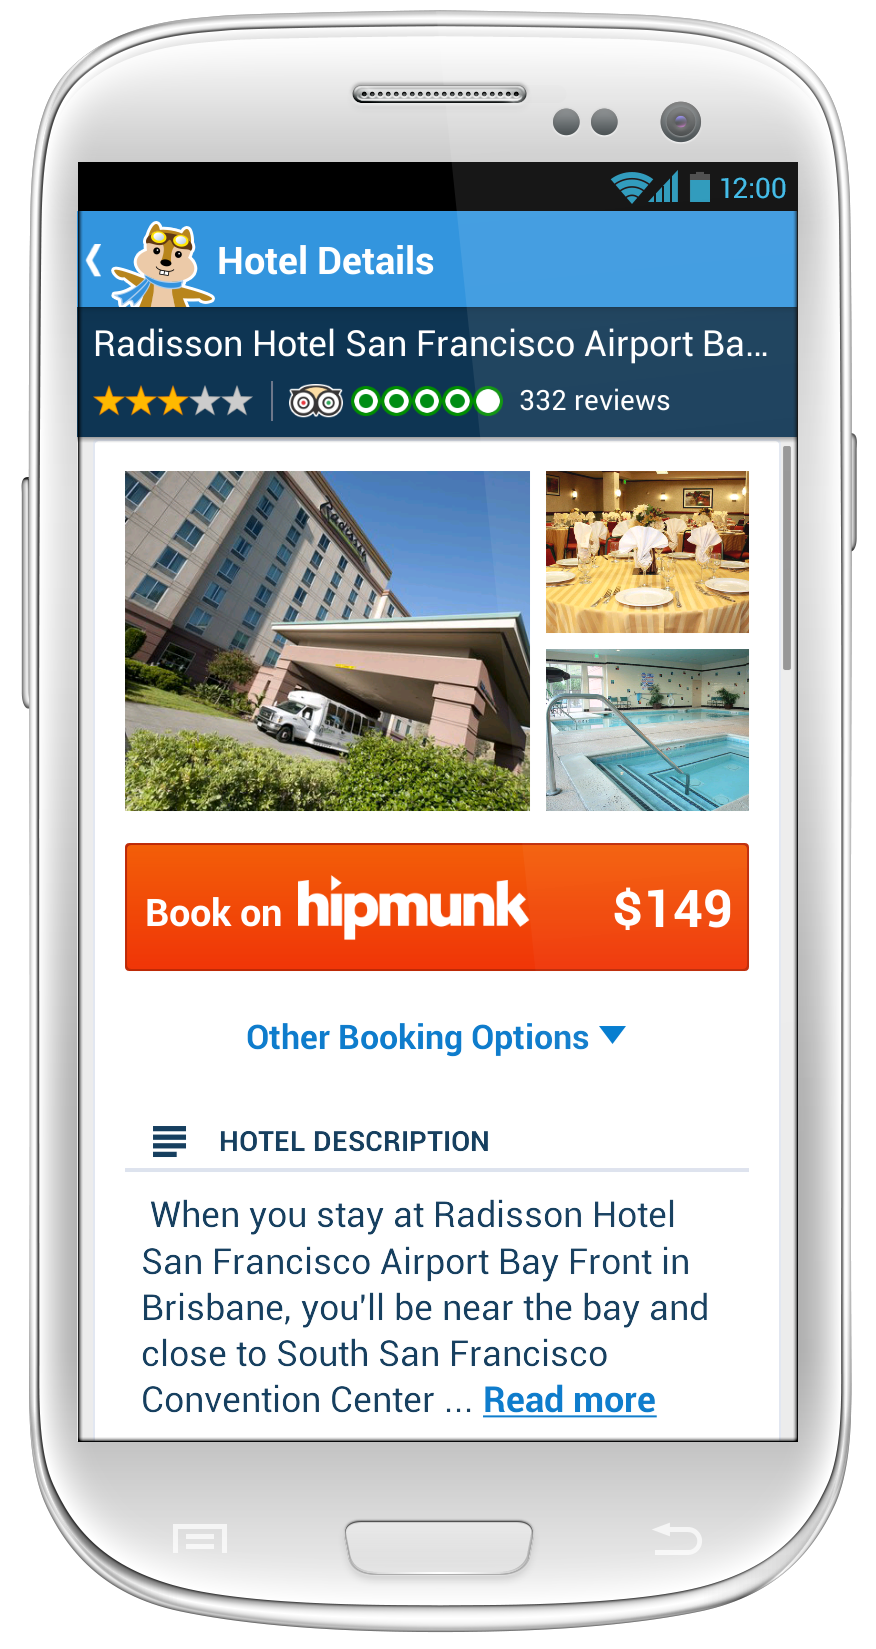 12:00
Hotel Details
Radisson Hotel San Francisco Airport Ba...
332 reviews
Radisson
Book on hipmunk $149
Other Booking Options
HOTEL DESCRIPTION
When you stay at Radisson Hotel
San Francisco Airport Bay Front in
Brisbane, you'll be near the bay and
close to South San Francisco
Convention Center ... Read more